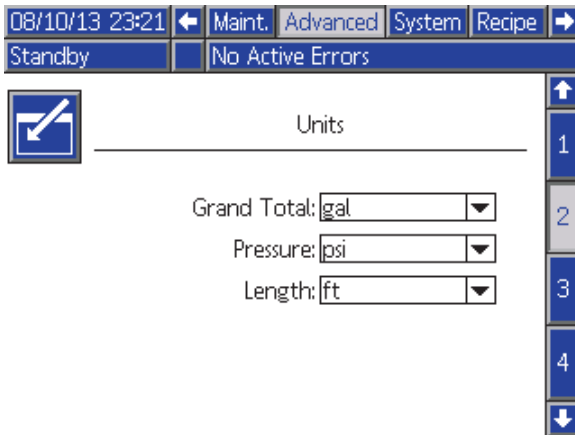 08/10/13 23:21 Maint. Advanced System Recipe
Standby No Active Errors
Units
1
Grand Total: gal
2
Pressure: psi
Length: ft
3
4